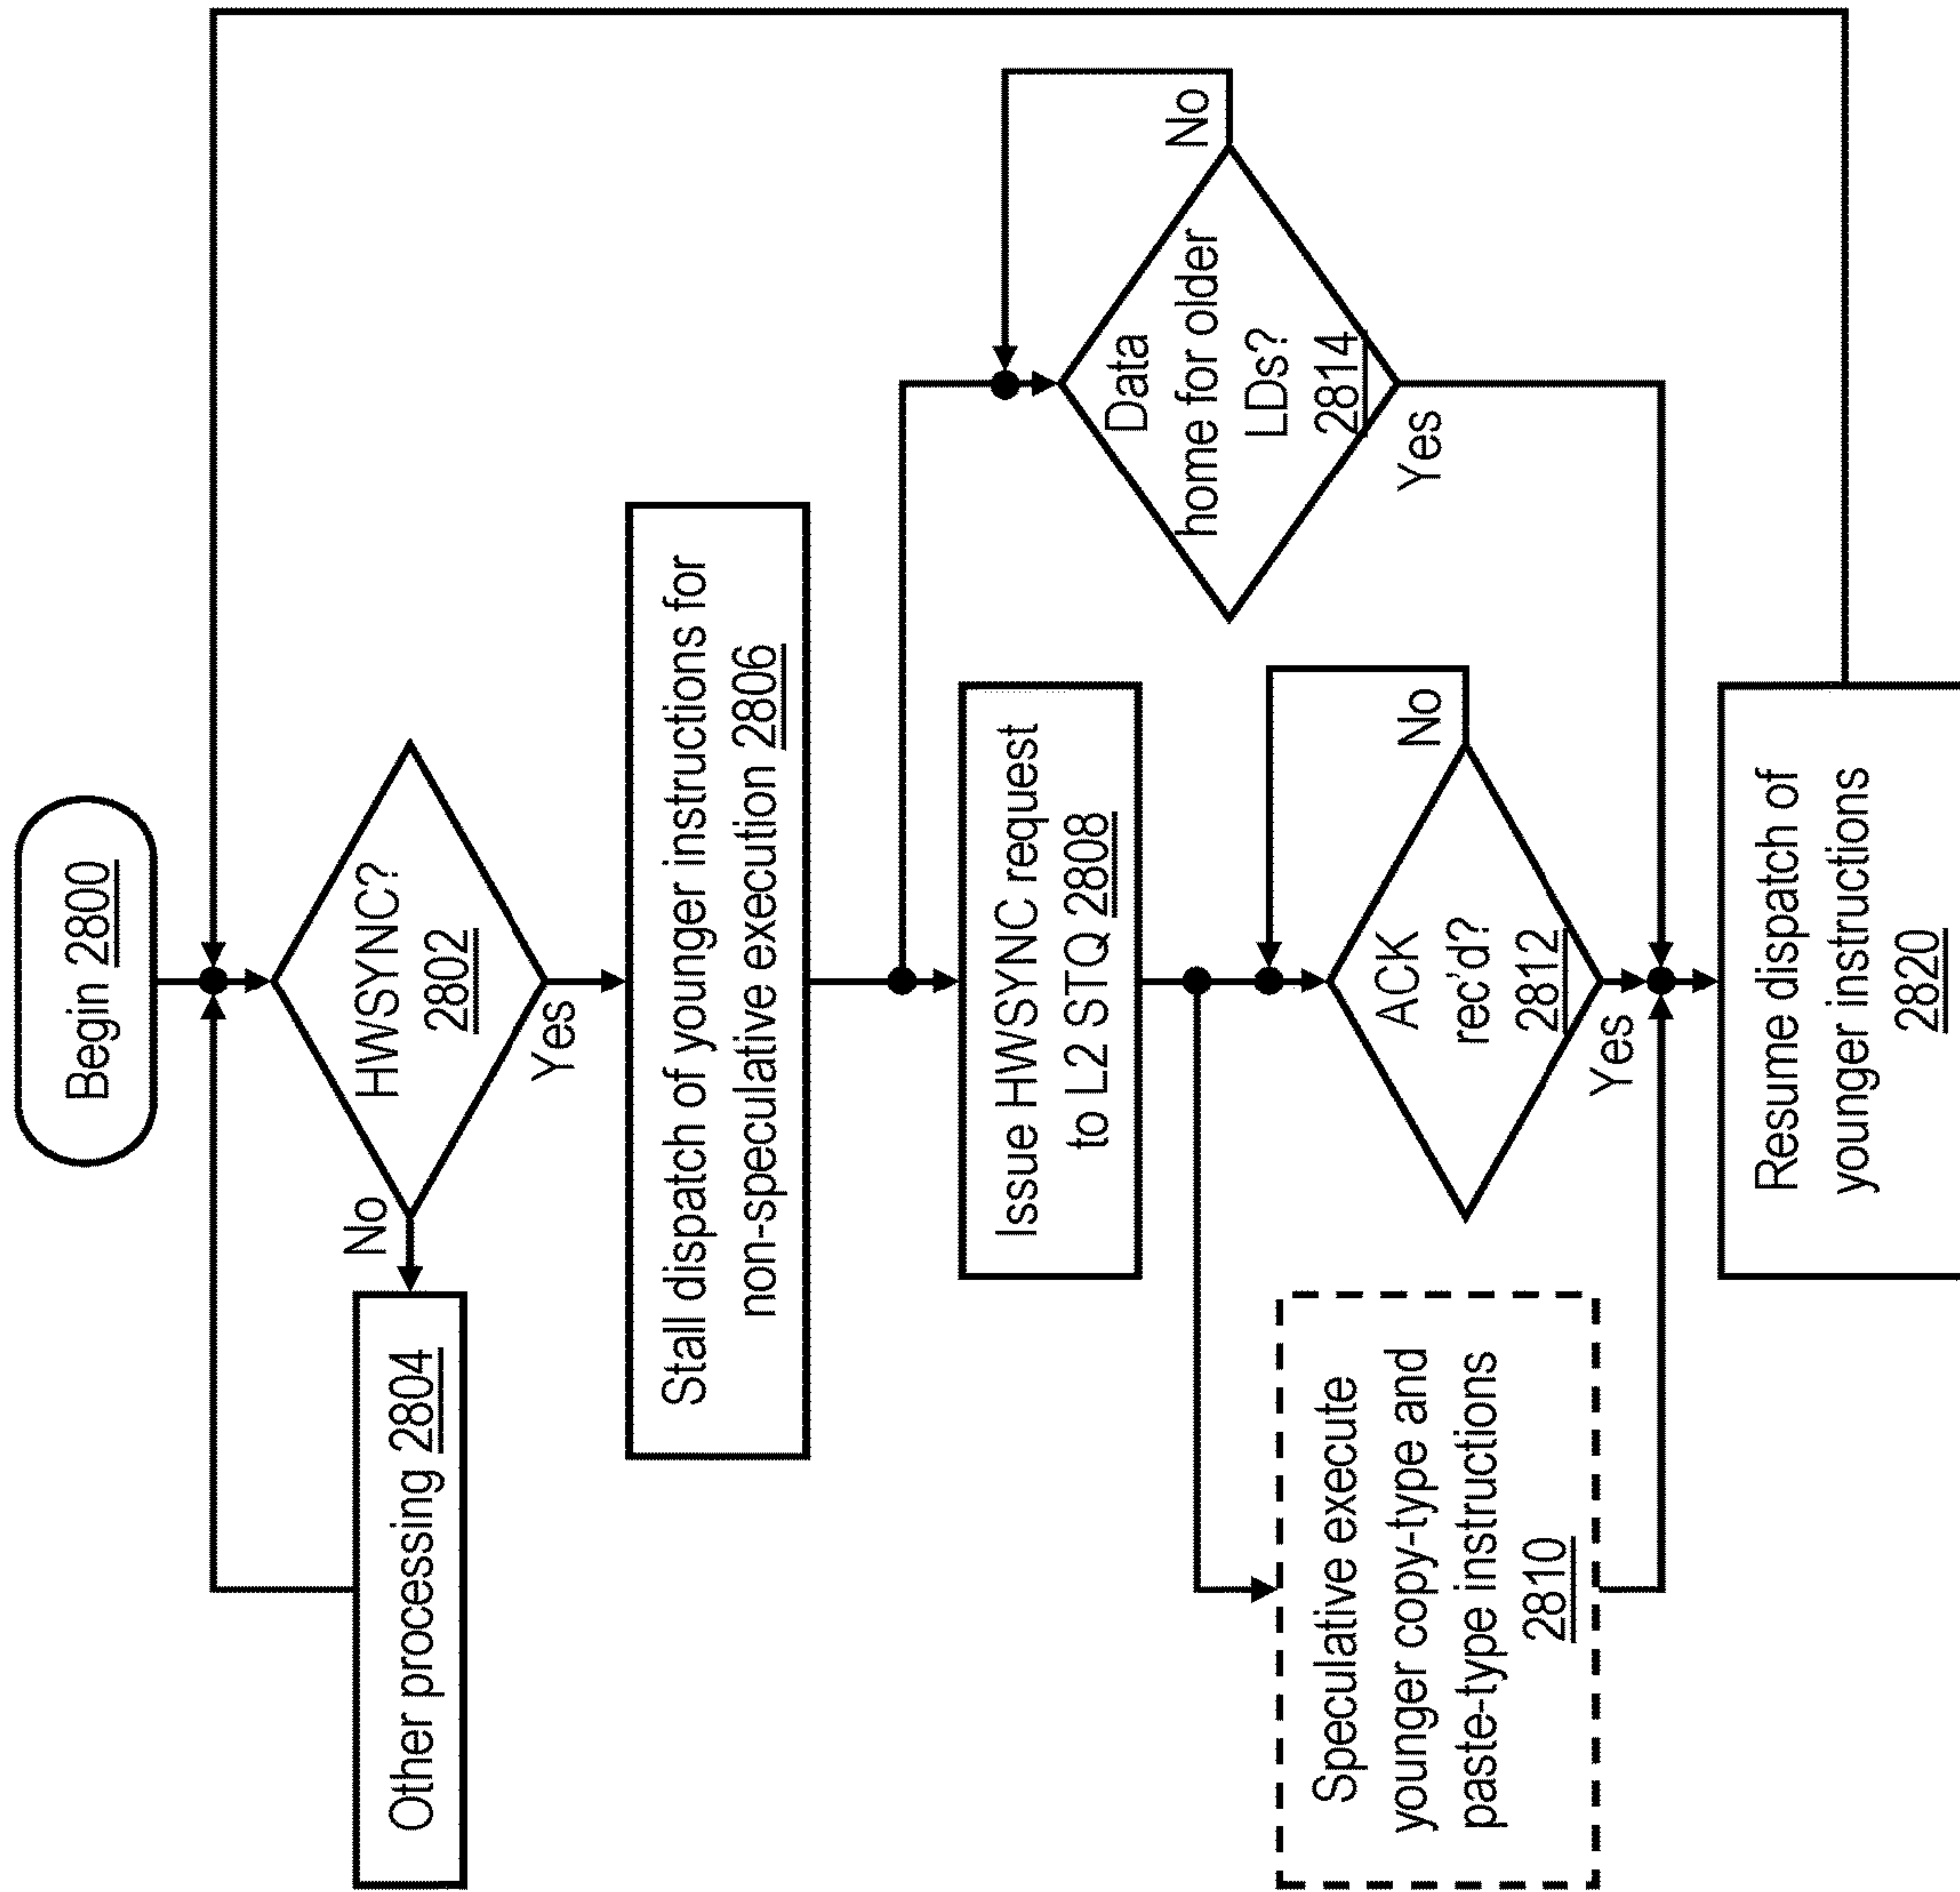 Begin 2800
HWSYNC?
2802
No
Other processing 2804
Yes
Stall dispatch of younger instructions for
non-speculative execution 2806
Issue HWSYNC request
to L2 STQ 2808
Data
home for older
LDs?
2814
No
Yes
Speculative execute
younger copy-type and
paste-type instructions
2810
ACK
rec'd?
2812
No
Yes
Resume dispatch of
younger instructions
2820